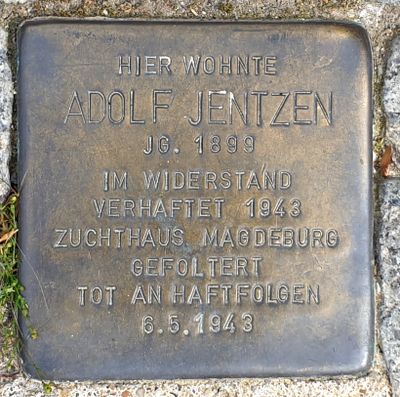 HIER WOHNTE
ADOLF JENTZEN
JG. 1899
IM WIDERSTAND
VERHAFTET 1943
ZUCHTHAUS MAGDEBURG
GEFOLTERT
TOT AN HAFTFOLGEN
6.5.1943